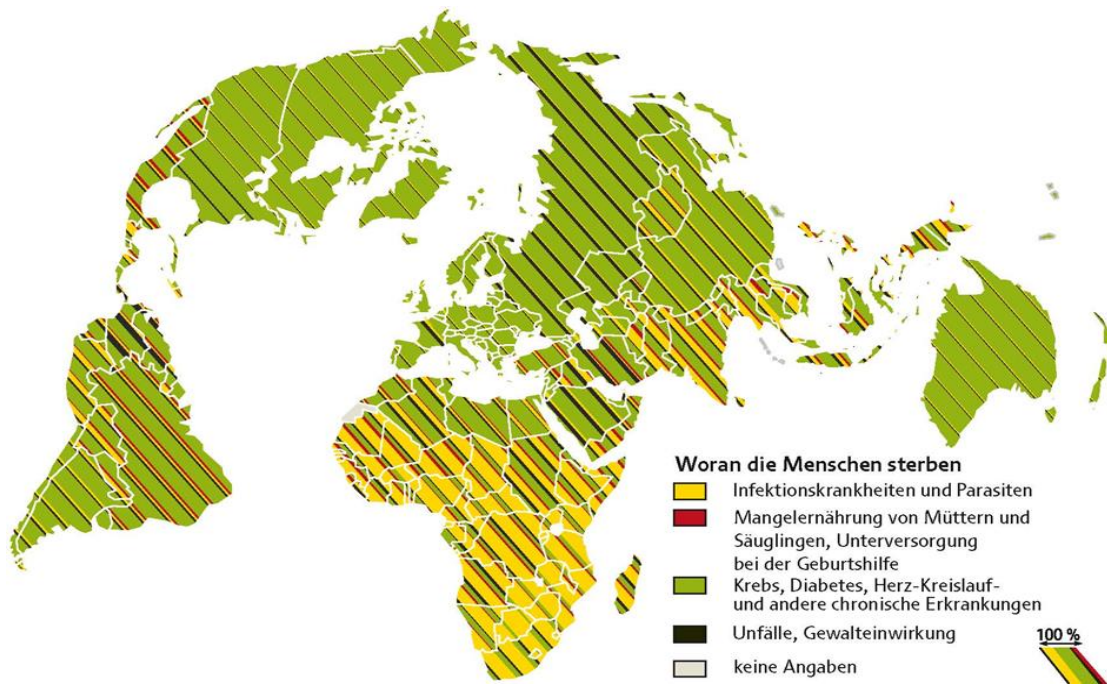 Woran die Menschen sterben
Infektionskrankheiten und Parasiten
Mangelernährung von Müttern und
Säuglingen, Unterversorgung
bei der Geburtshilfe
Krebs, Diabetes, Herz-Kreislauf-
und andere chronische Erkrankungen
Unfälle, Gewalteinwirkung
keine Angaben
100 %